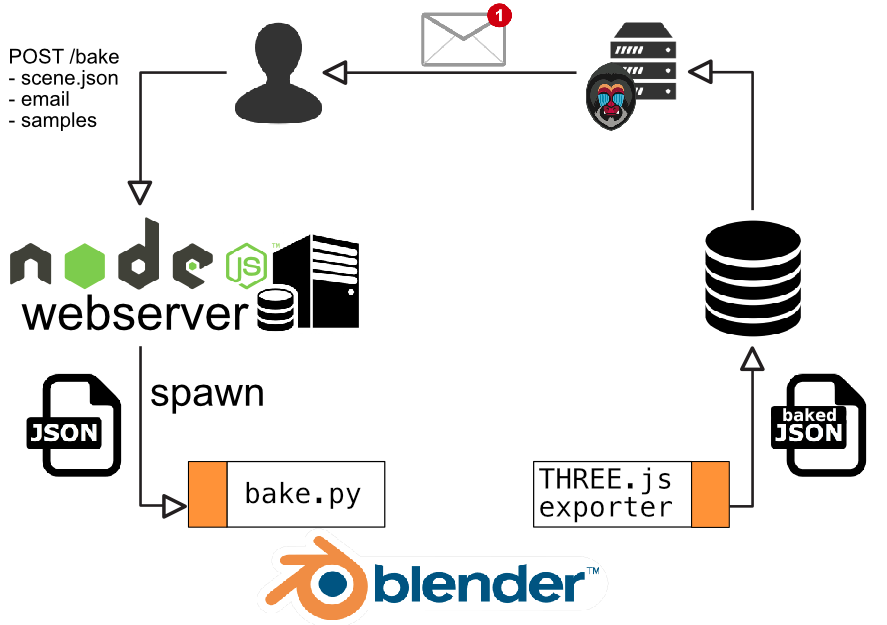 1
POST /bake
- scene.json
- email
- samples
node
JS ™
webserver
JSON
spawn
bake.py
THREE.js
exporter
baked
JSON
blender™